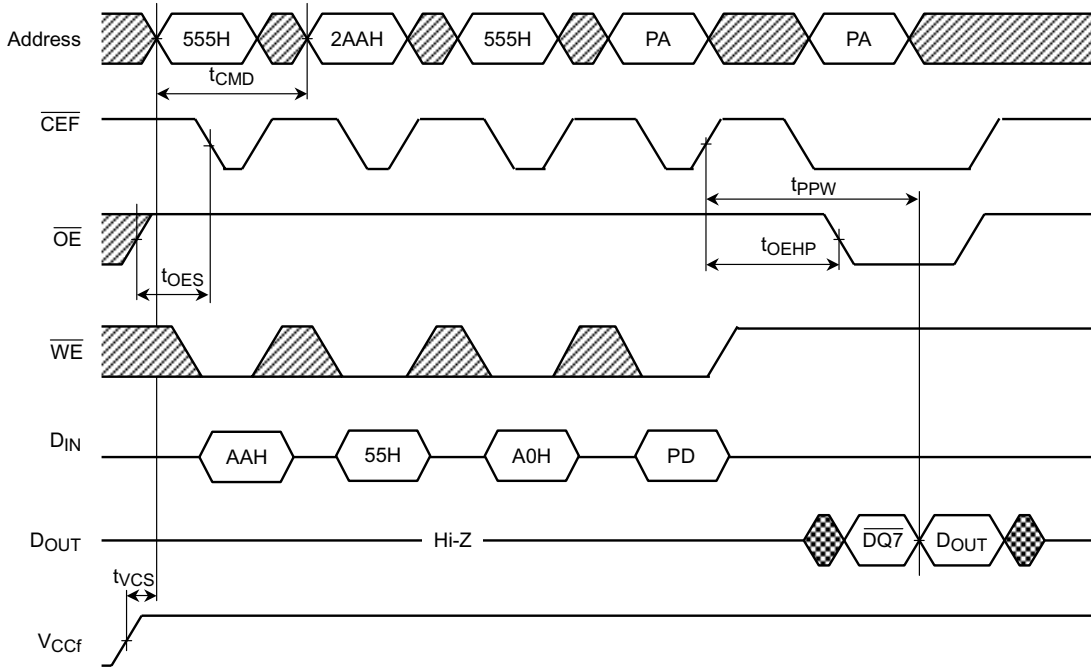 Address 555H 2AAH 555H PA PA
tCMD
CEF
tPPW
OE
tOEHP
tOES
WE
DIN AAH 55H A0H PD
DOUT Hi-Z DQ7 DOUT
tVCS
VCCf